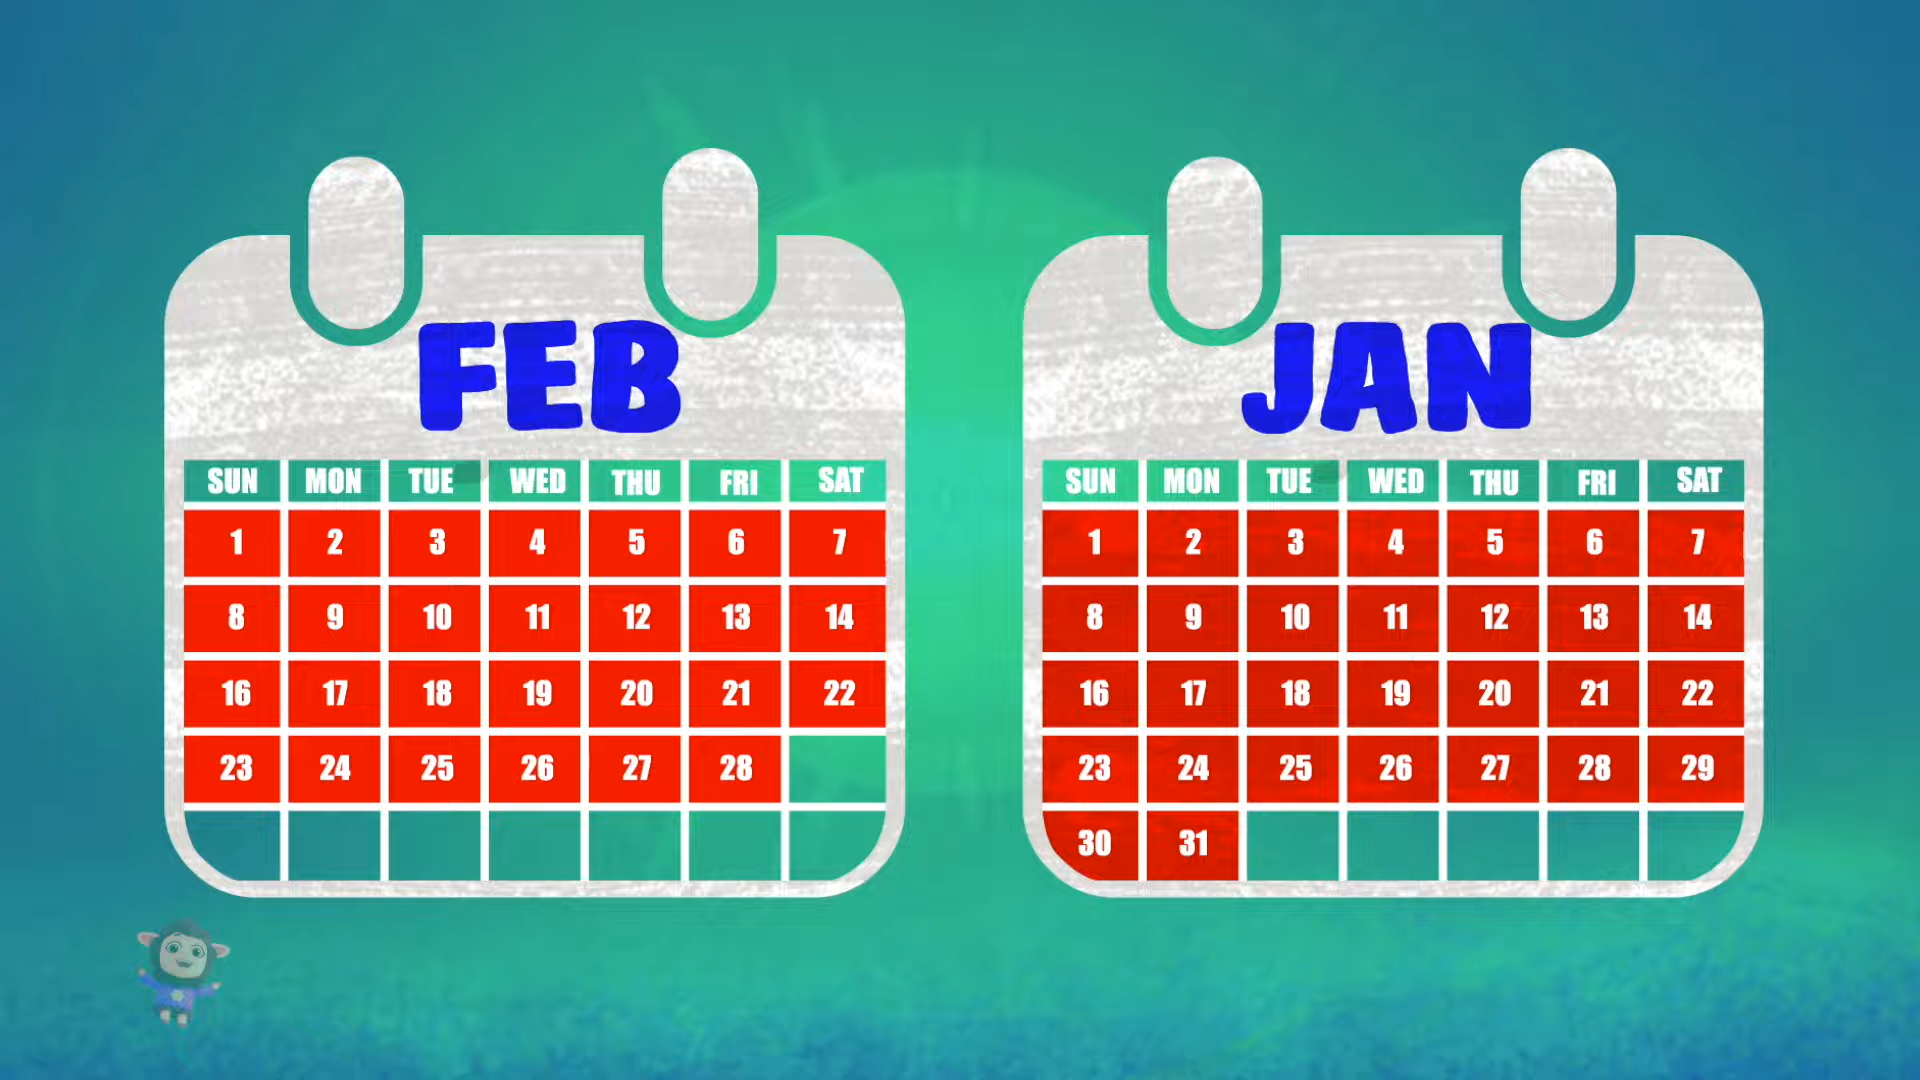 FEB
SUN MON TUE WED THU FRI SAT
1 2 3 4 5 6 7
8 9 10 11 12 13 14
16 17 18 19 20 21 22
23 24 25 26 27 28
JAN
SUN MON TUE WED THU FRI SAT
1 2 3 4 5 6 7
8 9 10 11 12 13 14
16 17 18 19 20 21 22
23 24 25 26 27 28 29
30 31